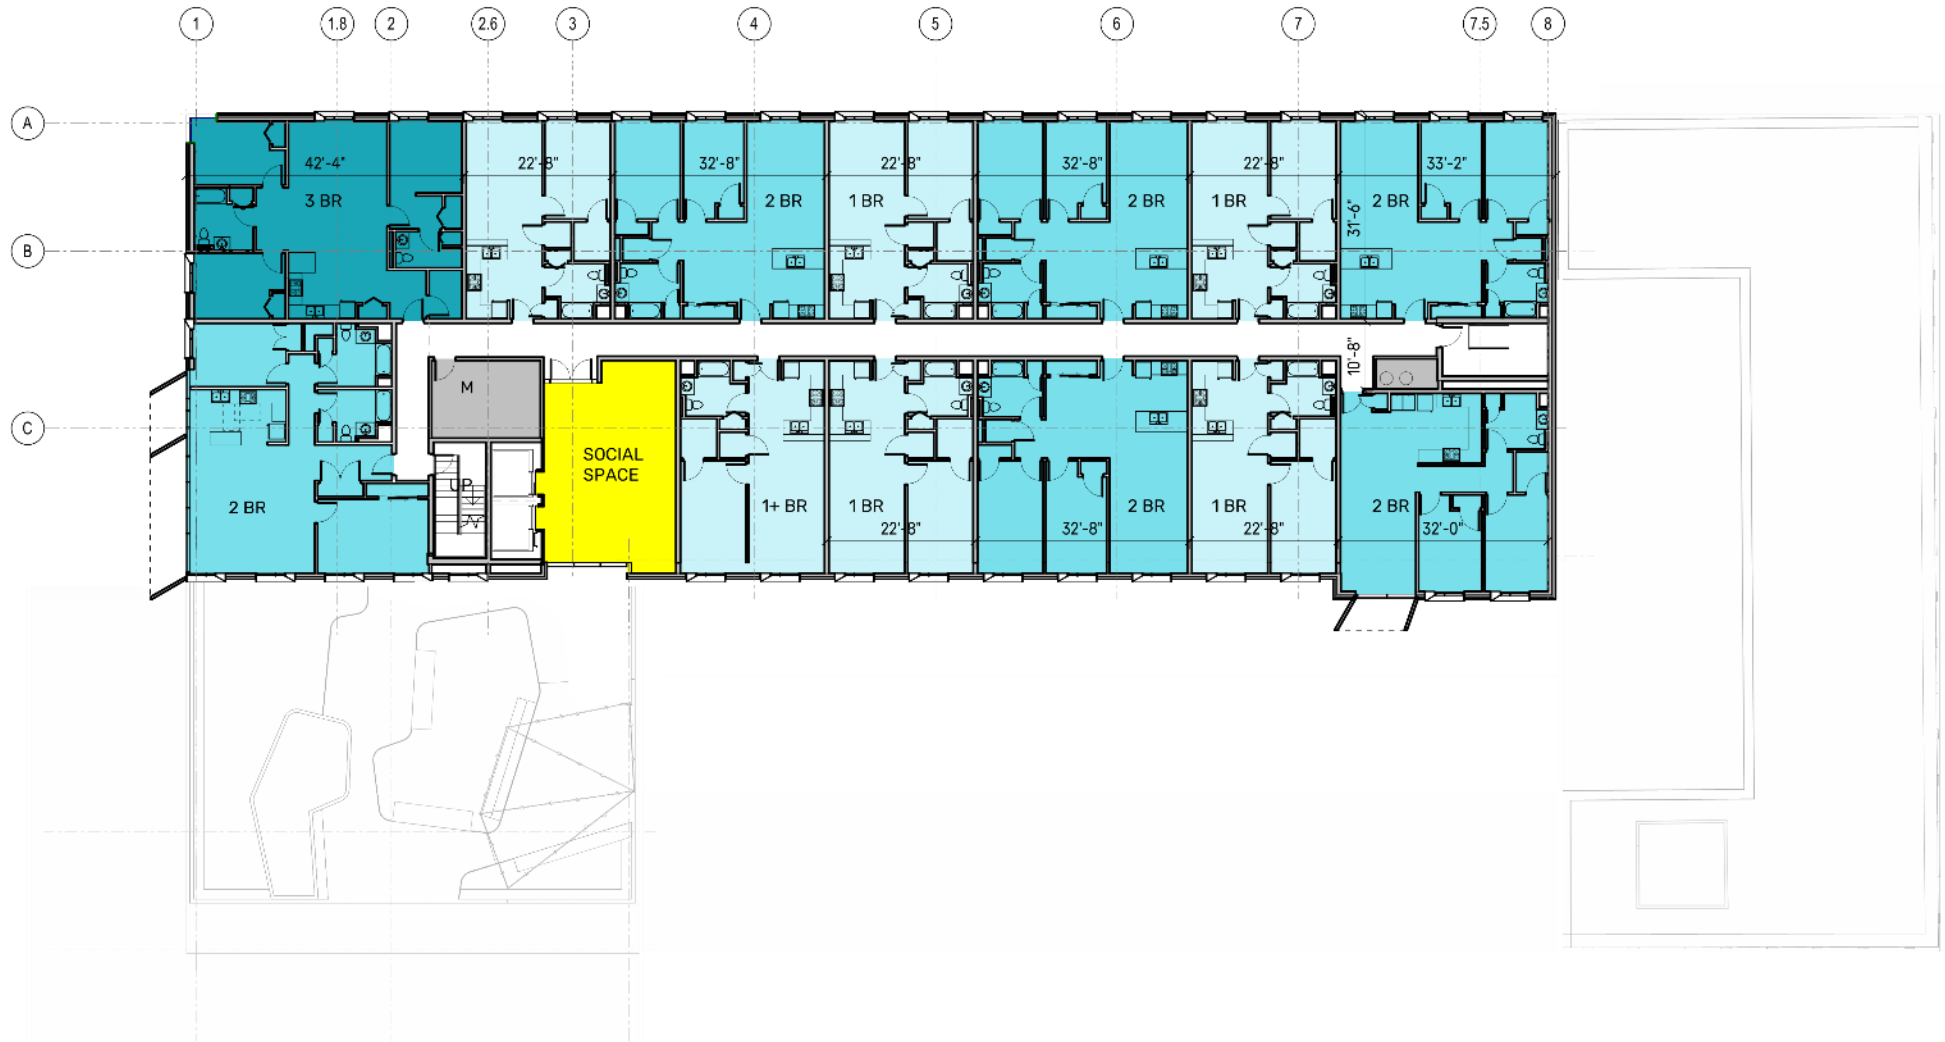 1 1.8 2 2.6 3 4 5 6 7 7.5 8
A
42'-4" 22'-8" 32'-8" 22'-8" 32'-8" 22'-8" 33'-2"
3 BR 2 BR 1 BR 2 BR 1 BR 2 BR
31'-6"
B
10'-8"
M
C
SOCIAL
SPACE
UP
2 BR 1+ BR 1 BR 2 BR 1 BR 2 BR
22'-8" 32'-8" 22'-8" 32'-0"